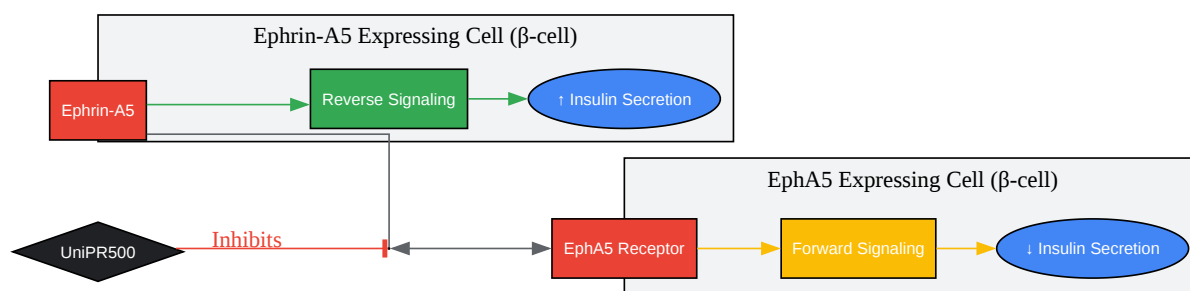 Ephrin-A5 Expressing Cell (β-cell)
Ephrin-A5
Reverse Signaling
↑ Insulin Secretion
EphA5 Expressing Cell (β-cell)
UniPR500
Inhibits
EphA5 Receptor
Forward Signaling
↓ Insulin Secretion